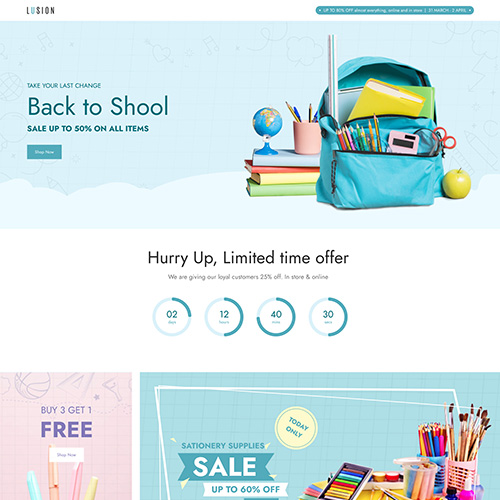 LUSION
UP TO 80% OFF almost everything, online and in store | 31 MARCH - 5 APRIL
TAKE YOUR LAST CHANGE
Back to Shool
SALE UP TO 50% ON ALL ITEMS
Shop Now
Hurry Up, Limited time offer
We are giving our loyal customers 25% off. In store & online
02 12 40 30
days hours mins secs
BUY 3 GET 1
FREE
Shop Now
TODAY
ONLY
SATIONERY SUPPLIES
SALE
UP TO 60% OFF